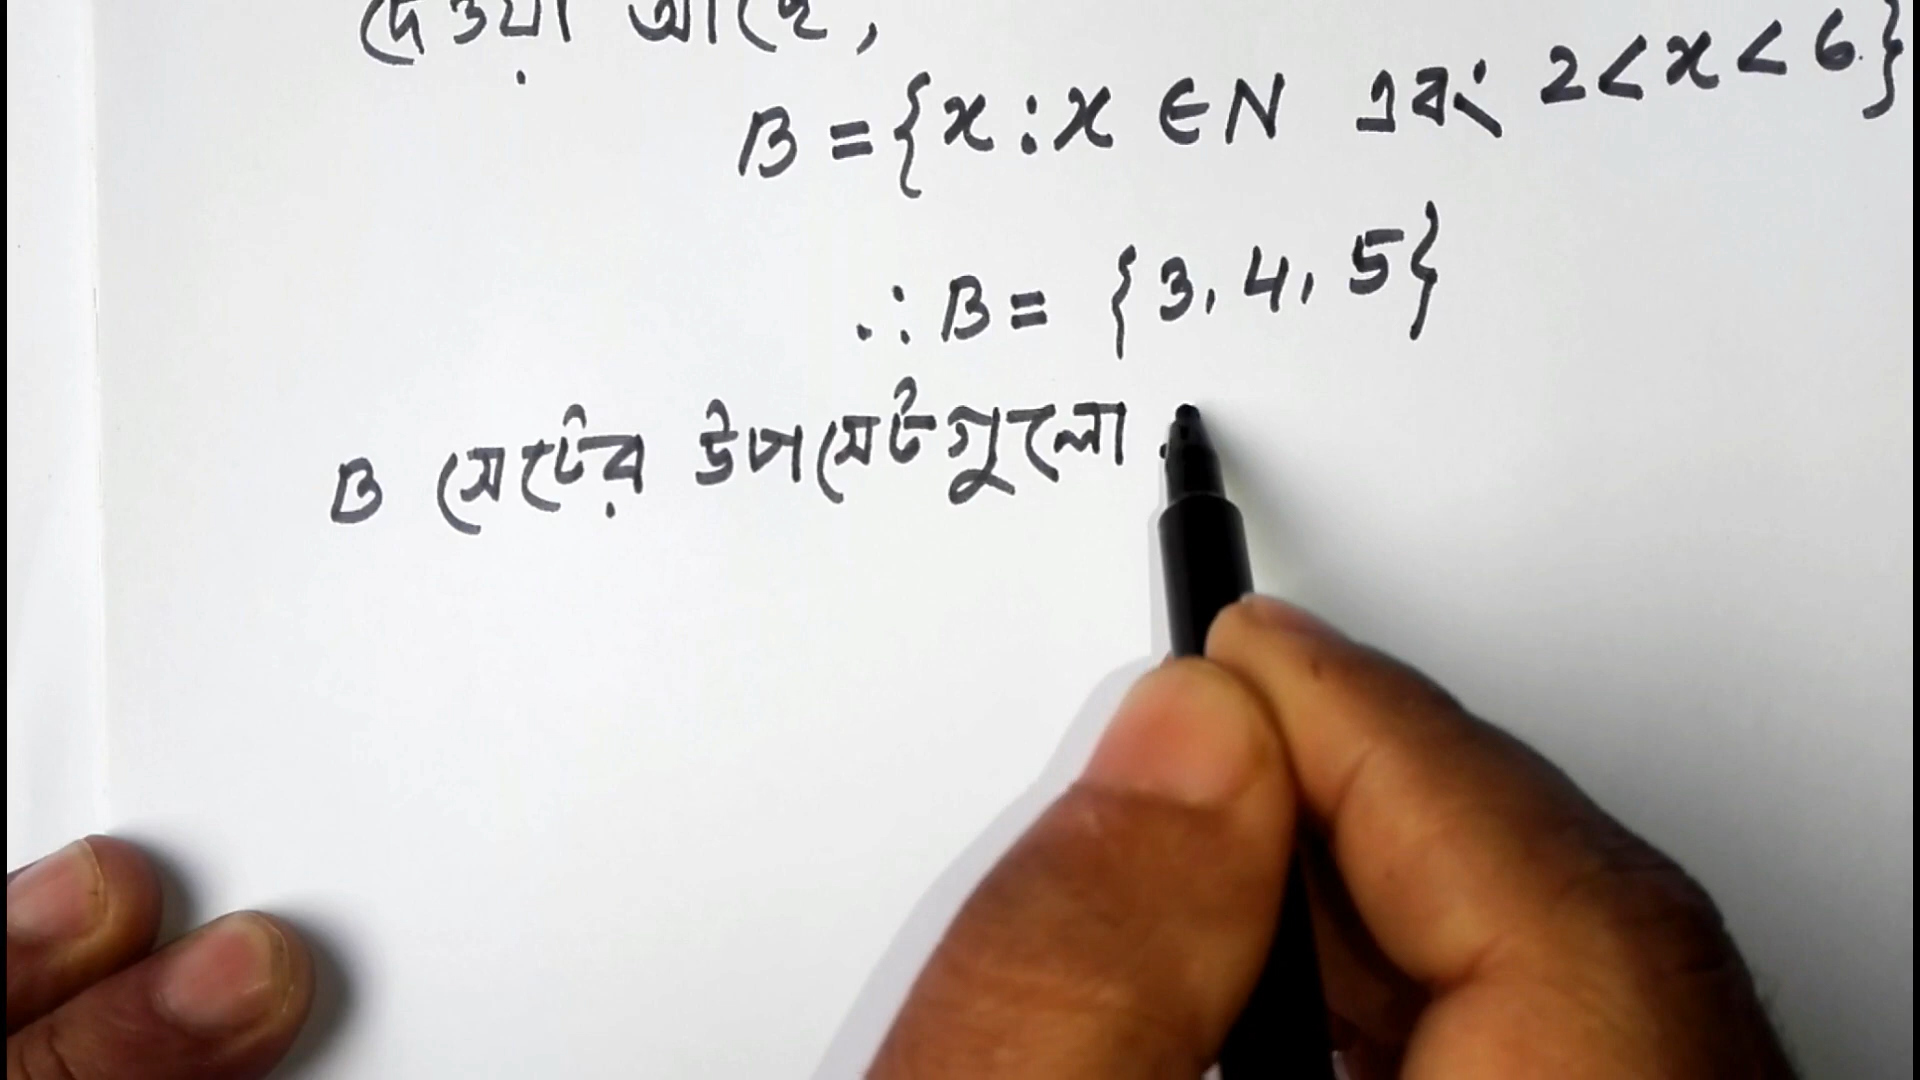 দেওয়া আছে,
B = {x : x ∈ N এবং 2 < x < 6}
∴ B = {3, 4, 5}
B সেটের উপসেটগুলো :